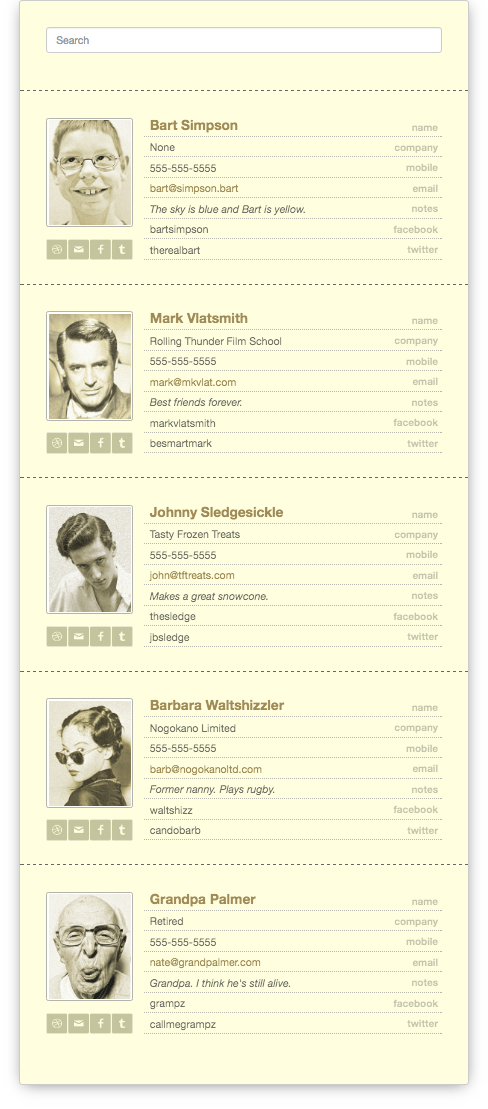 Search
Bart Simpson name
None company
555-555-5555 mobile
bart@simpson.bart email
The sky is blue and Bart is yellow. notes
bartsimpson facebook
therealbart twitter
Mark Vlatsmith name
Rolling Thunder Film School company
555-555-5555 mobile
mark@mkvlat.com email
Best friends forever. notes
markvlatsmith facebook
besmartmark twitter
Johnny Sledgesickle name
Tasty Frozen Treats company
555-555-5555 mobile
john@tftreats.com email
Makes a great snowcone. notes
thesledge facebook
jbsledge twitter
Barbara Waltshizzler name
Nogokano Limited company
555-555-5555 mobile
barb@nogokanoltd.com email
Former nanny. Plays rugby. notes
waltshizz facebook
candobarb twitter
Grandpa Palmer name
Retired company
555-555-5555 mobile
nate@grandpalmer.com email
Grandpa. I think he's still alive. notes
grampz facebook
callmegrampz twitter